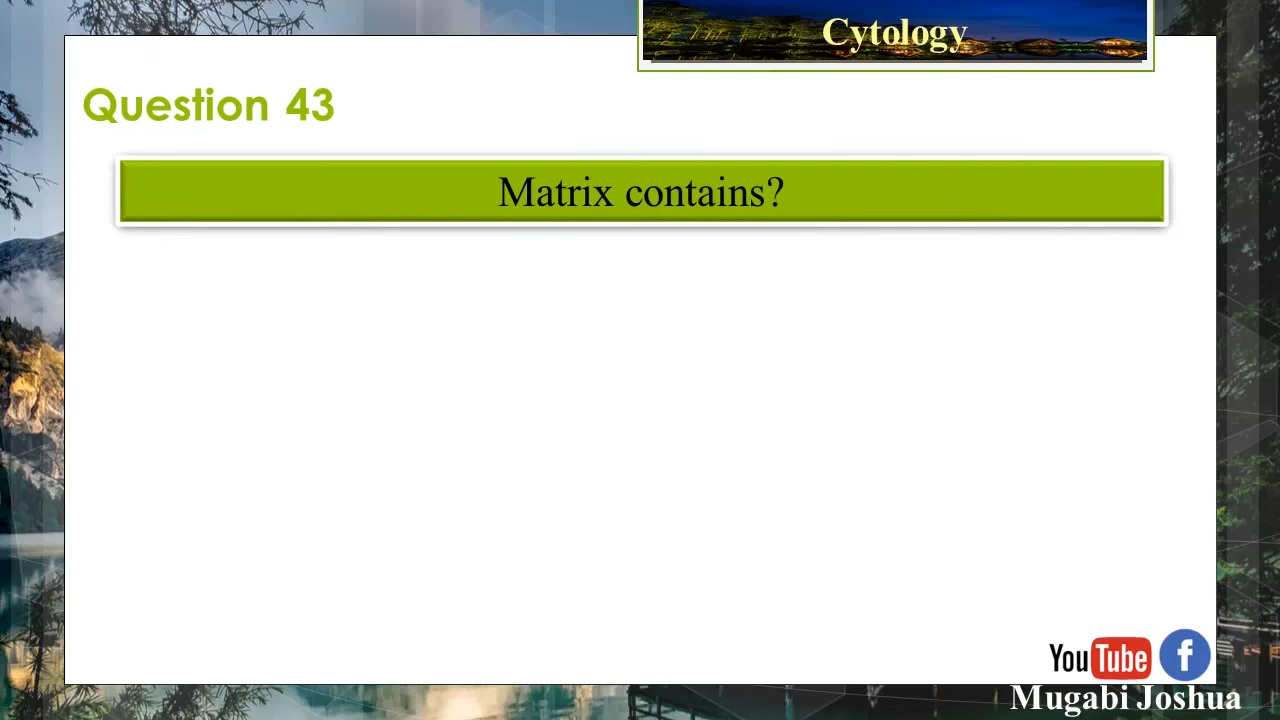 Cytology
Question 43
Matrix contains?
YouTube f
Mugabi Joshua